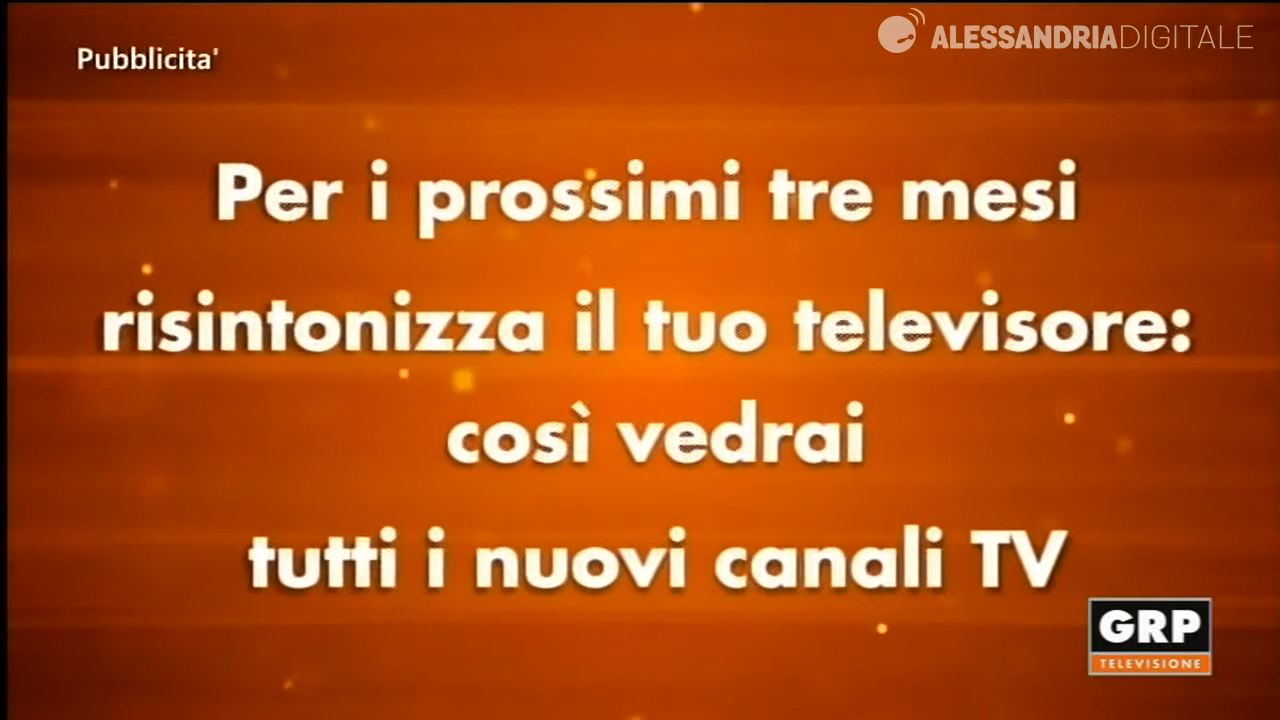 ALESSANDRIADIGITALE
Pubblicita'
Per i prossimi tre mesi
risintonizza il tuo televisore:
così vedrai
tutti i nuovi canali TV
GRP
TELEVISIONE